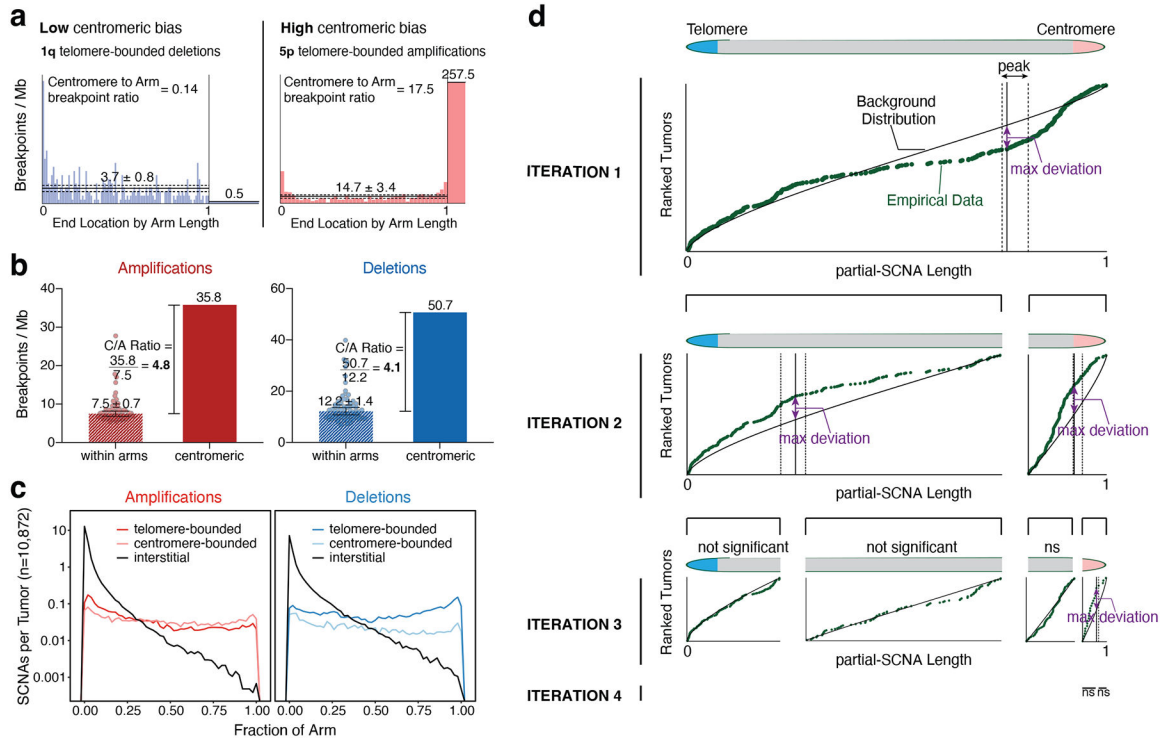 a
Low centromeric bias
1q telomere-bounded deletions
Breakpoints / Mb
Centromere to Arm
breakpoint ratio = 0.14
3.7 ± 0.8
0.5
0
1
End Location by Arm Length
High centromeric bias
5p telomere-bounded amplifications
257.5
Centromere to Arm
breakpoint ratio = 17.5
14.7 ± 3.4
0
1
End Location by Arm Length
b
Amplifications
Breakpoints / Mb
40
30
20
10
0
35.8
C/A Ratio =
35.8
7.5
= 4.8
7.5 ± 0.7
within arms
centromeric
Deletions
60
40
20
0
50.7
C/A Ratio =
50.7
12.2
= 4.1
12.2 ± 1.4
within arms
centromeric
c
Amplifications
Deletions
SCNAs per Tumor (n=10,872)
10
1
0.1
0.01
0.001
telomere-bounded
centromere-bounded
interstitial
telomere-bounded
centromere-bounded
interstitial
0.00 0.25 0.50 0.75 1.00
0.00 0.25 0.50 0.75 1.00
Fraction of Arm
d
Telomere
Centromere
peak
ITERATION 1
Ranked Tumors
Background
Distribution
max deviation
Empirical Data
0
1
partial-SCNA Length
ITERATION 2
Ranked Tumors
max deviation
max deviation
0
1
partial-SCNA Length
not significant
not significant
ns
ITERATION 3
Ranked Tumors
max deviation
0
1
partial-SCNA Length
ITERATION 4
ns ns